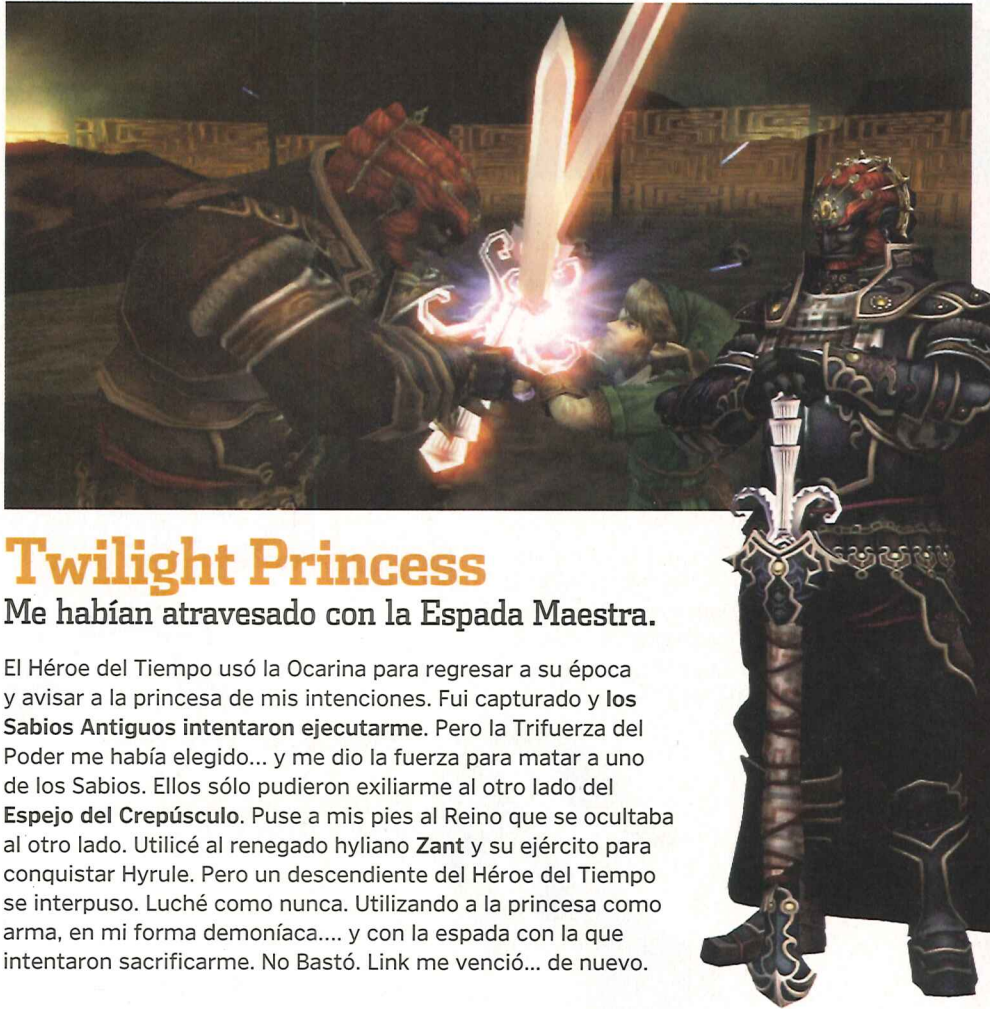 Twilight Princess
Me habían atravesado con la Espada Maestra.
El Héroe del Tiempo usó la Ocarina para regresar a su época
y avisar a la princesa de mis intenciones. Fui capturado y los
Sabios Antiguos intentaron ejecutarme. Pero la Trifuerza del
Poder me había elegido... y me dio la fuerza para matar a uno
de los Sabios. Ellos sólo pudieron exiliarme al otro lado del
Espejo del Crepúsculo. Puse a mis pies al Reino que se ocultaba
al otro lado. Utilicé al renegado hyliano Zant y su ejército para
conquistar Hyrule. Pero un descendiente del Héroe del Tiempo
se interpuso. Luché como nunca. Utilizando a la princesa como
arma, en mi forma demoníaca.... y con la espada con la que
intentaron sacrificarme. No Bastó. Link me venció... de nuevo.